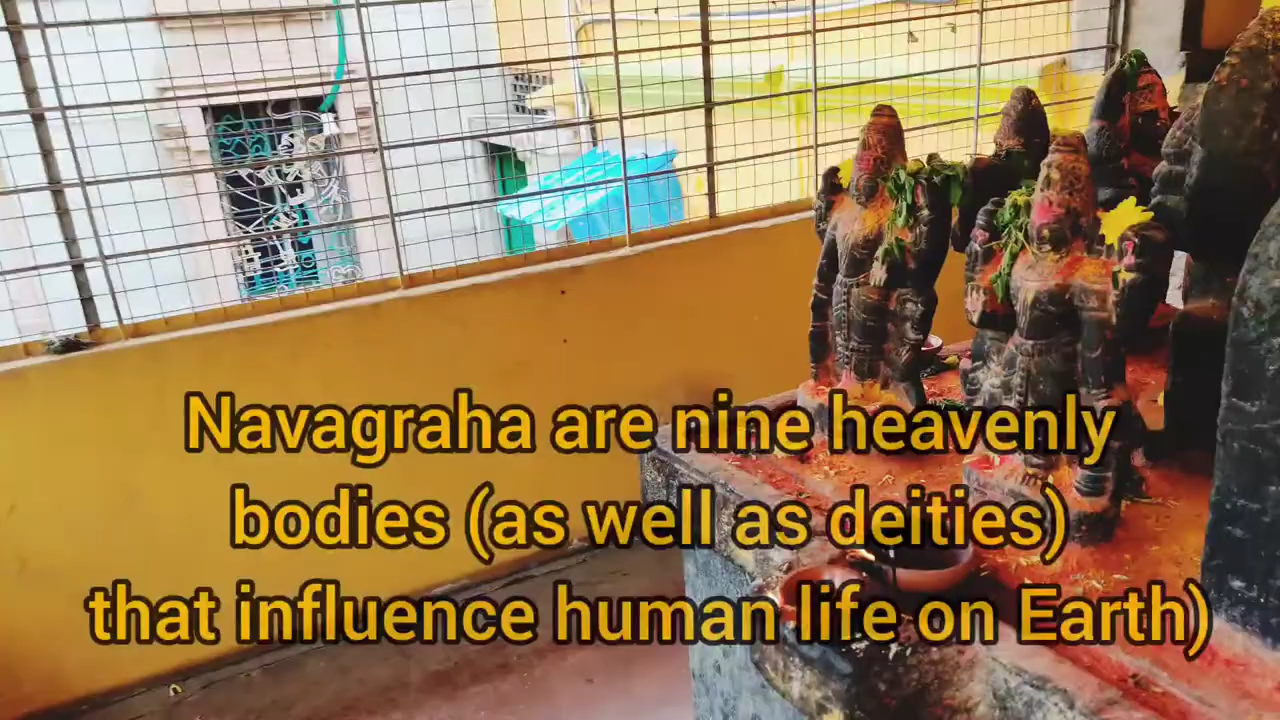 Navagraha are nine heavenly
bodies (as well as deities)
that influence human life on Earth)